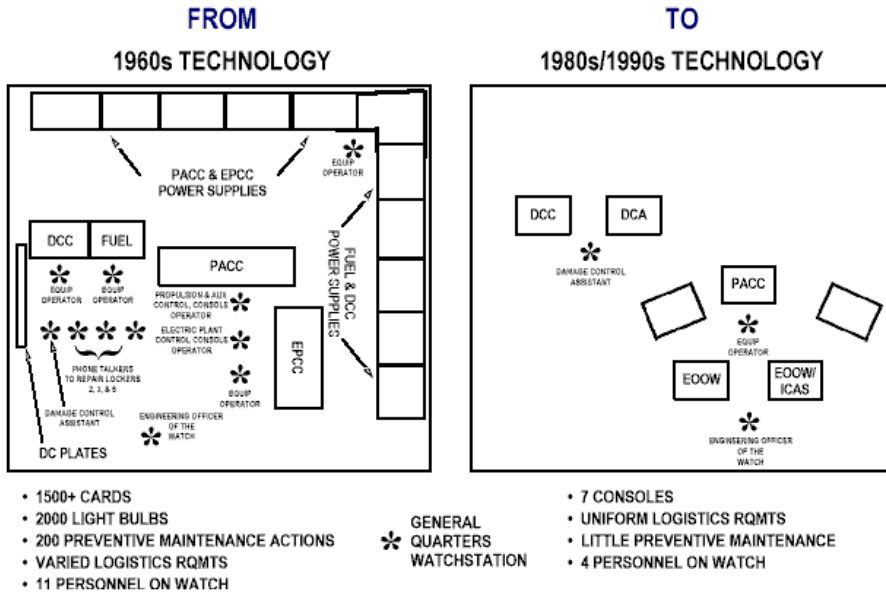 FROM
1960s TECHNOLOGY
PACC & EPCC
POWER SUPPLIES
EQUIP
OPERATOR
FUEL & DCC
POWER SUPPLIES
DCC
FUEL
EQUIP
OPERATOR
EQUIP
OPERATOR
PACC
PROPULSION & AUX
CONTROL, CONSOLE
OPERATOR
ELECTRIC PLANT
CONTROL, CONSOLE
OPERATOR
EPCC
EQUIP
OPERATOR
PHONE TALKERS
TO REPAIR LOCKERS
2, 3, & 5
DAMAGE CONTROL
ASSISTANT
ENGINEERING OFFICER
OF THE
WATCH
DC PLATES
• 1500+ CARDS
• 2000 LIGHT BULBS
• 200 PREVENTIVE MAINTENANCE ACTIONS
• VARIED LOGISTICS RQMTS
• 11 PERSONNEL ON WATCH
GENERAL
QUARTERS
WATCHSTATION
TO
1980s/1990s TECHNOLOGY
DCC
DCA
DAMAGE CONTROL
ASSISTANT
PACC
EQUIP
OPERATOR
EOOW
EOOW/
ICAS
ENGINEERING OFFICER
OF THE
WATCH
• 7 CONSOLES
• UNIFORM LOGISTICS RQMTS
• LITTLE PREVENTIVE MAINTENANCE
• 4 PERSONNEL ON WATCH